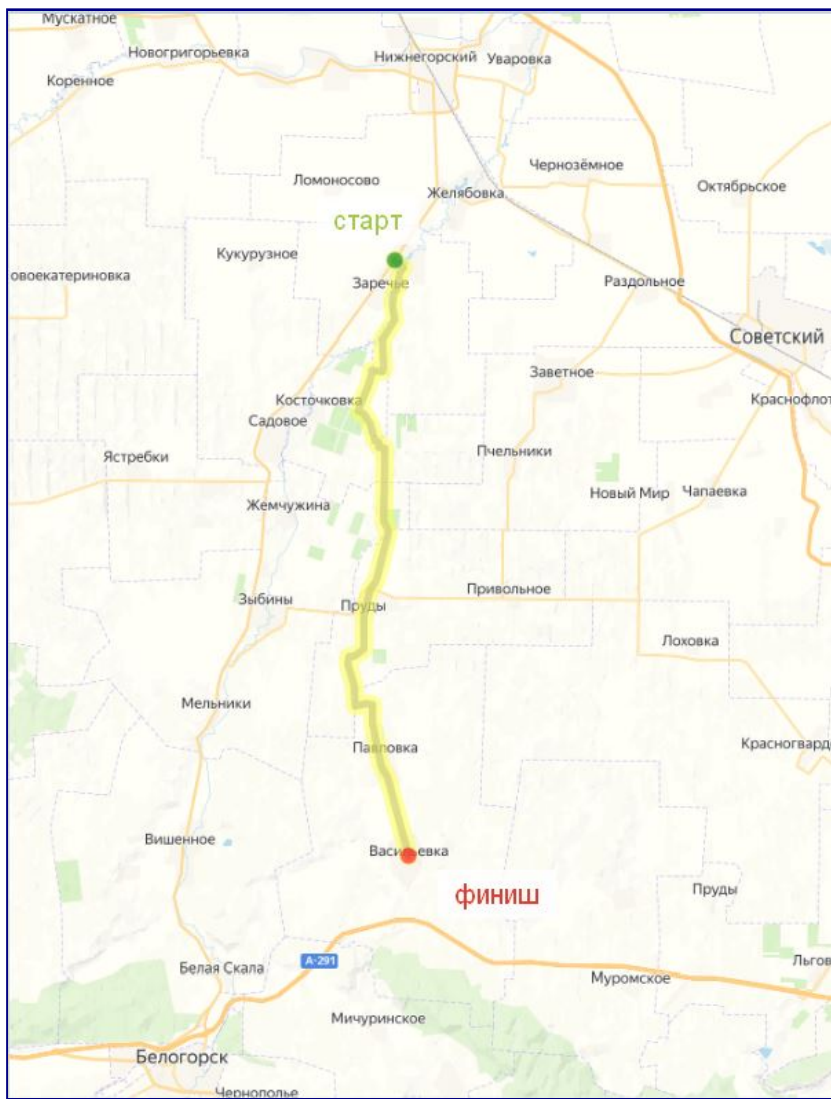 Мускатное
Новогригорьевка
Нижнегорский
Уваровка
Коренное
Ломоносово
Чернозёмное
Желябовка
Октябрьское
старт
Кукурузное
овоекатериновка
Заречье
Раздольное
Советский
Заветное
Косточковка
Краснофлот
Садовое
Ястребки
Пчельники
Новый Мир
Чапаевка
Жемчужина
Зыбины
Пруды
Привольное
Лоховка
Мельники
Павловка
Красногвард
Вишенное
Васильевка
финиш
Пруды
Белая Скала
А-291
Льгов
Муромское
Мичуринское
Белогорск
Чернополье